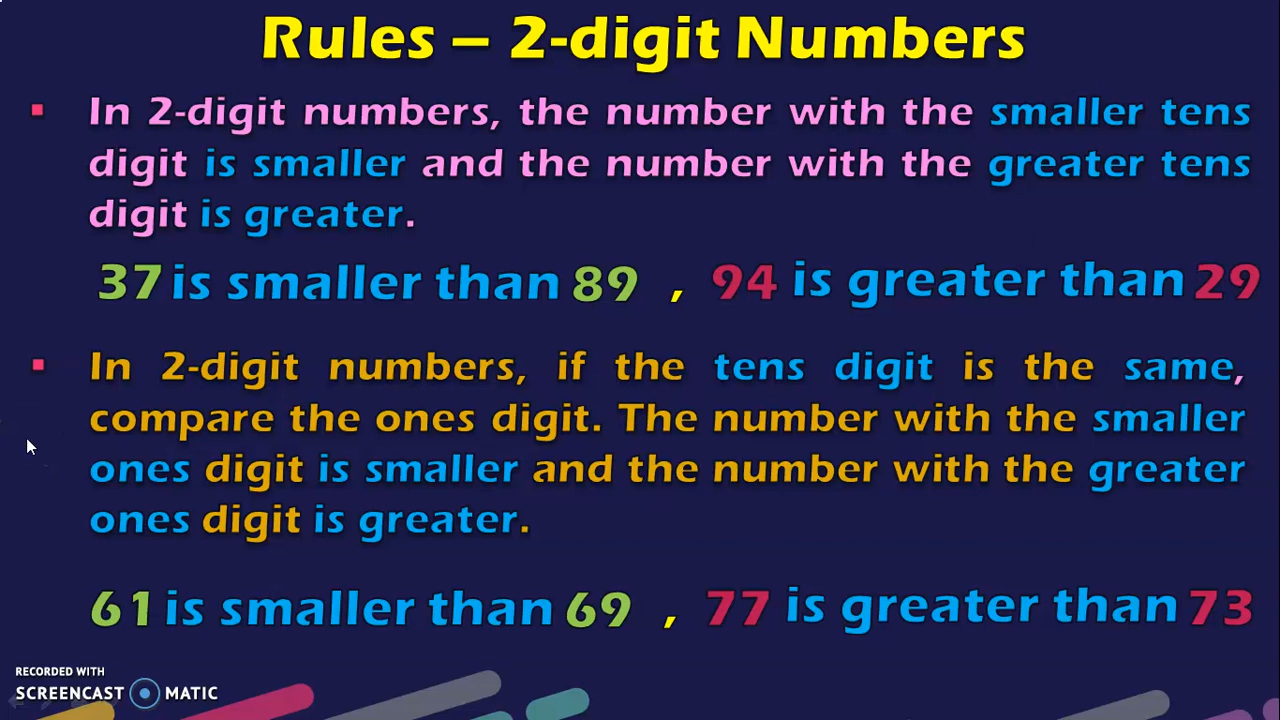 Rules – 2-digit Numbers
▪ In 2-digit numbers, the number with the smaller tens
digit is smaller and the number with the greater tens
digit is greater.
37 is smaller than 89 , 94 is greater than 29
▪ In 2-digit numbers, if the tens digit is the same,
compare the ones digit. The number with the smaller
ones digit is smaller and the number with the greater
ones digit is greater.
61 is smaller than 69 , 77 is greater than 73
RECORDED WITH
SCREENCAST MATIC